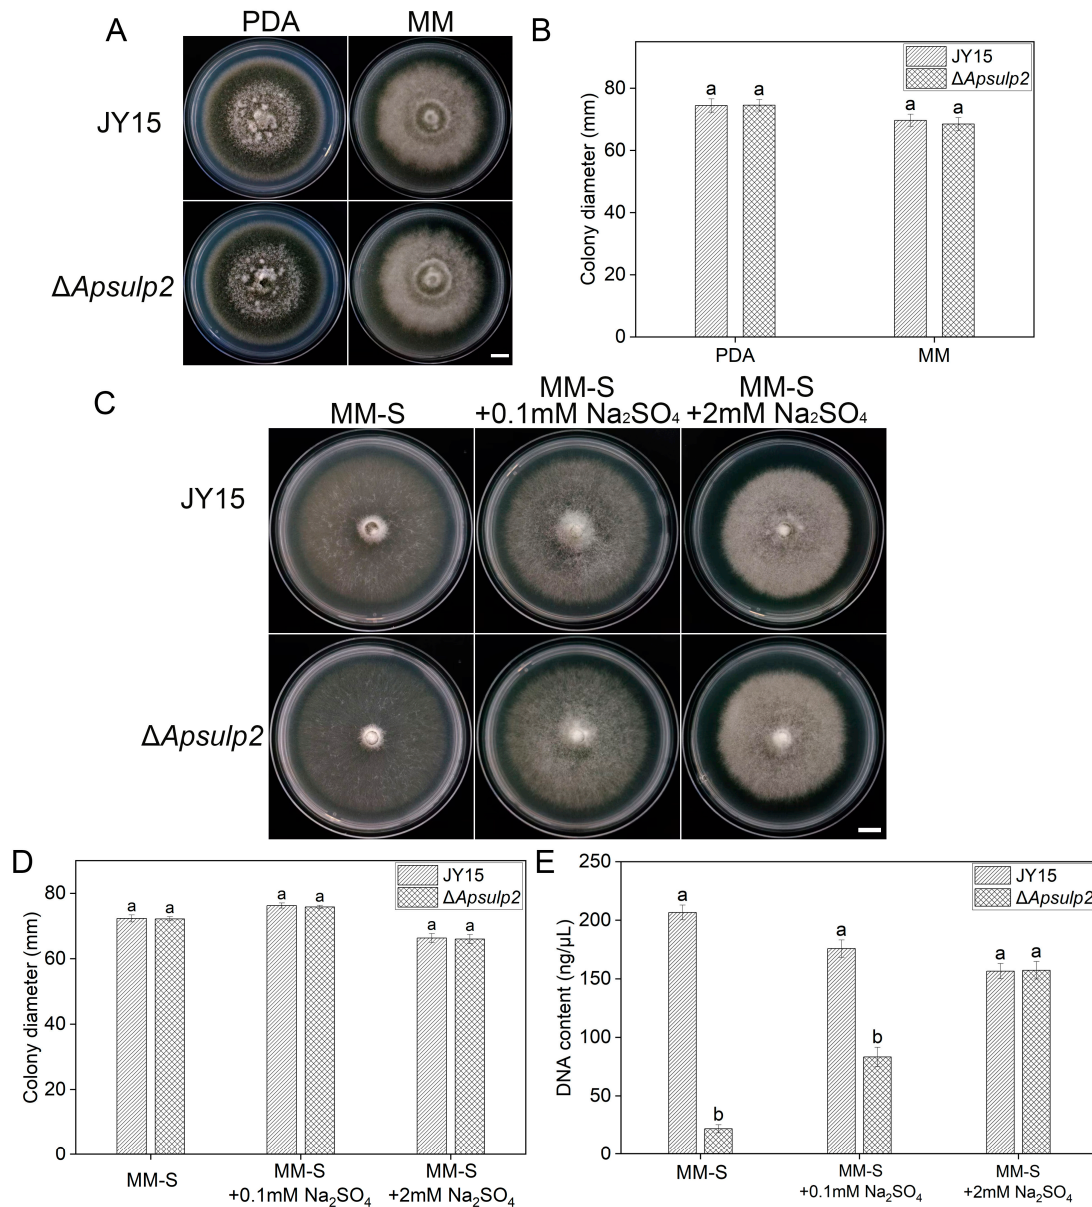 A
PDA
MM
JY15
ΔApsulp2
B
Colony diameter (mm)
80
60
40
20
0
JY15
ΔApsulp2
a
a
a
a
PDA
MM
C
MM-S
MM-S
+0.1mM Na₂SO₄
MM-S
+2mM Na₂SO₄
JY15
ΔApsulp2
D
Colony diameter (mm)
80
60
40
20
0
JY15
ΔApsulp2
a
a
a
a
a
a
MM-S
MM-S
+0.1mM Na₂SO₄
MM-S
+2mM Na₂SO₄
E
DNA content (ng/μL)
250
200
150
100
50
0
JY15
ΔApsulp2
a
b
a
b
a
a
MM-S
MM-S
+0.1mM Na₂SO₄
MM-S
+2mM Na₂SO₄